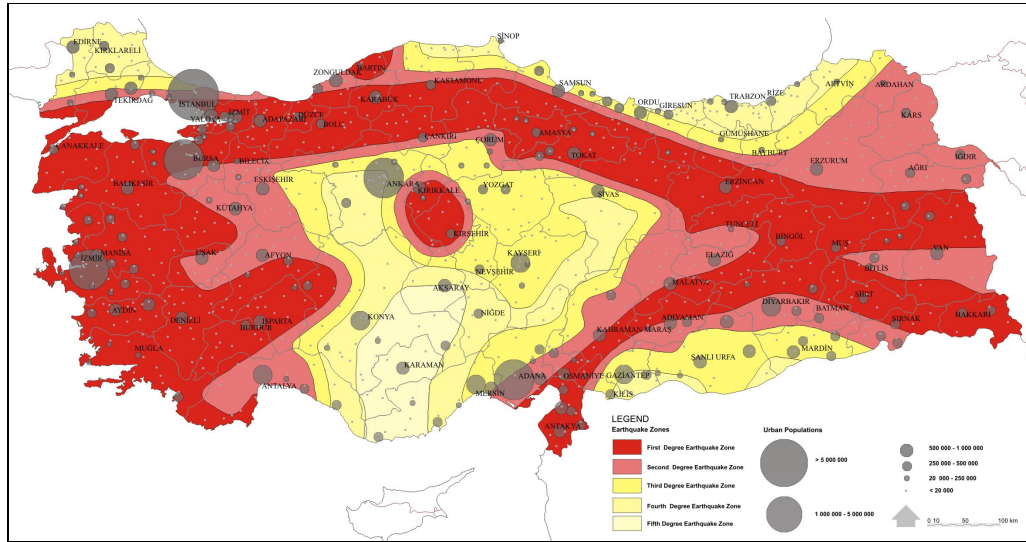 SİNOP
EDİRNE
KIRKLARELİ
BARTIN
ZONGULDAK
KASTAMONU
SAMSUN
ARTVİN
ARDAHAN
TEKİRDAĞ
İSTANBUL
KARABÜK
ORDU
GİRESUN
TRABZON
RİZE
YALOVA
İZMİT
ADAPAZARI
DÜZCE
BOLU
KARS
ÇANAKKALE
ÇANKIRI
ÇORUM
AMASYA
TOKAT
GÜMÜŞHANE
BAYBURT
BURSA
BİLECİK
ERZURUM
AĞRI
IĞDIR
BALIKESİR
ESKİŞEHİR
ANKARA
KIRIKKALE
YOZGAT
SİVAS
ERZİNCAN
KÜTAHYA
KIRŞEHİR
TUNCELİ
BİNGÖL
MUŞ
VAN
İZMİR
MANİSA
UŞAK
AFYON
KAYSERİ
NEVŞEHİR
ELAZIĞ
BİTLİS
AKSARAY
MALATYA
SİİRT
AYDIN
DENİZLİ
BURDUR
ISPARTA
KONYA
NİĞDE
ADIYAMAN
DİYARBAKIR
BATMAN
ŞIRNAK
HAKKARİ
KAHRAMAN MARAŞ
MUĞLA
MARDİN
ŞANLI URFA
ANTALYA
KARAMAN
MERSİN
ADANA
OSMANİYE
GAZİANTEP
KİLİS
ANTAKYA
LEGEND
Earthquake Zones
First Degree Earthquake Zone
Second Degree Earthquake Zone
Third Degree Earthquake Zone
Fourth Degree Earthquake Zone
Fifth Degree Earthquake Zone
Urban Populations
> 5 000 000
1 000 000 - 5 000 000
500 000 - 1 000 000
250 000 - 500 000
20 000 - 250 000
< 20 000
0 10 50 100 km